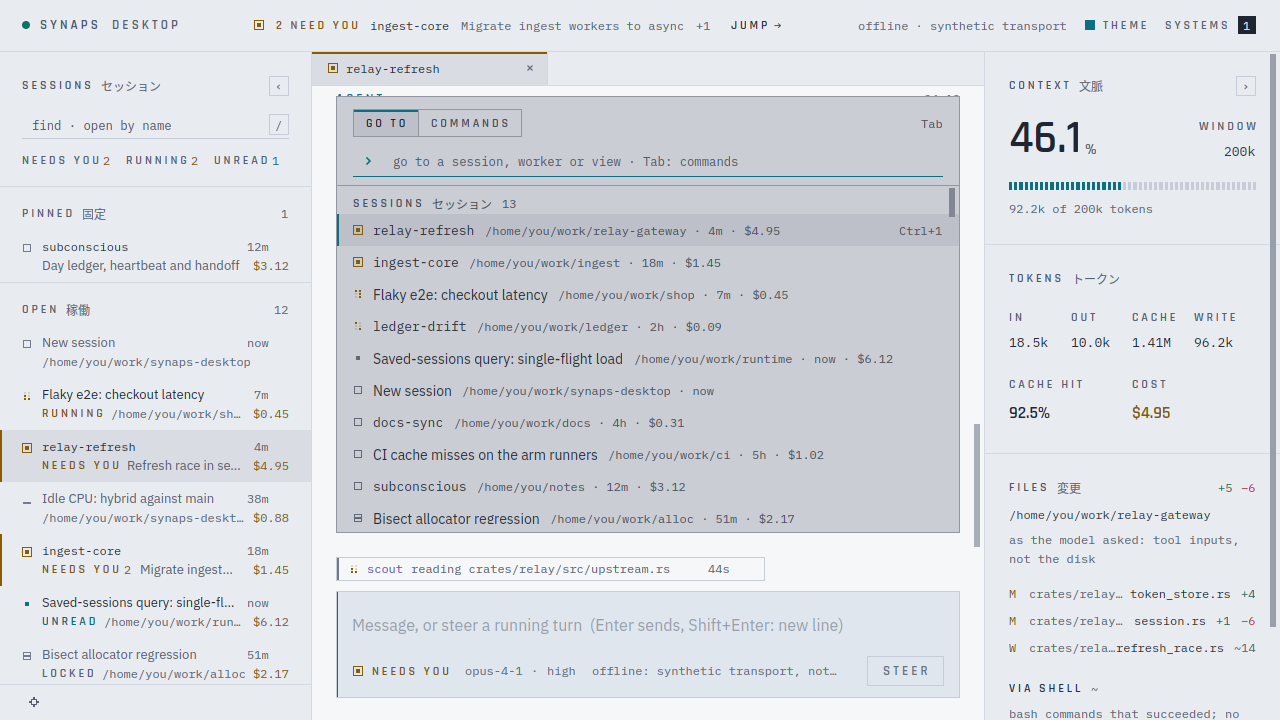 SYNAPS DESKTOP
2 NEED YOU ingest-core Migrate ingest workers to async +1 JUMP →
offline · synthetic transport THEME SYSTEMS 1
SESSIONS セッション ‹
find · open by name /
NEEDS YOU 2 RUNNING 2 UNREAD 1
PINNED 固定 1
subconscious 12m
Day ledger, heartbeat and handoff $3.12
OPEN 稼働 12
New session now
/home/you/work/synaps-desktop
Flaky e2e: checkout latency 7m
RUNNING /home/you/work/sh… $0.45
relay-refresh 4m
NEEDS YOU Refresh race in se… $4.95
Idle CPU: hybrid against main 38m
/home/you/work/synaps-deskt… $0.88
ingest-core 18m
NEEDS YOU 2 Migrate ingest… $1.45
Saved-sessions query: single-fl… now
UNREAD /home/you/work/run… $6.12
Bisect allocator regression 51m
LOCKED /home/you/work/alloc $2.17
relay-refresh ×
GO TO COMMANDS Tab
› go to a session, worker or view · Tab: commands
SESSIONS セッション 13
relay-refresh /home/you/work/relay-gateway · 4m · $4.95 Ctrl+1
ingest-core /home/you/work/ingest · 18m · $1.45
Flaky e2e: checkout latency /home/you/work/shop · 7m · $0.45
ledger-drift /home/you/work/ledger · 2h · $0.09
Saved-sessions query: single-flight load /home/you/work/runtime · now · $6.12
New session /home/you/work/synaps-desktop · now
docs-sync /home/you/work/docs · 4h · $0.31
CI cache misses on the arm runners /home/you/work/ci · 5h · $1.02
subconscious /home/you/notes · 12m · $3.12
Bisect allocator regression /home/you/work/alloc · 51m · $2.17
scout reading crates/relay/src/upstream.rs 44s
Message, or steer a running turn (Enter sends, Shift+Enter: new line)
NEEDS YOU opus-4-1 · high offline: synthetic transport, not… STEER
CONTEXT 文脈 ›
46.1% WINDOW
200k
92.2k of 200k tokens
TOKENS トークン
IN OUT CACHE WRITE
18.5k 10.0k 1.41M 96.2k
CACHE HIT COST
92.5% $4.95
FILES 変更 +5 −6
/home/you/work/relay-gateway
as the model asked: tool inputs,
not the disk
M crates/relay… token_store.rs +4
M crates/relay… session.rs +1 −6
W crates/rela… refresh_race.rs ~14
VIA SHELL ~
bash commands that succeeded; no